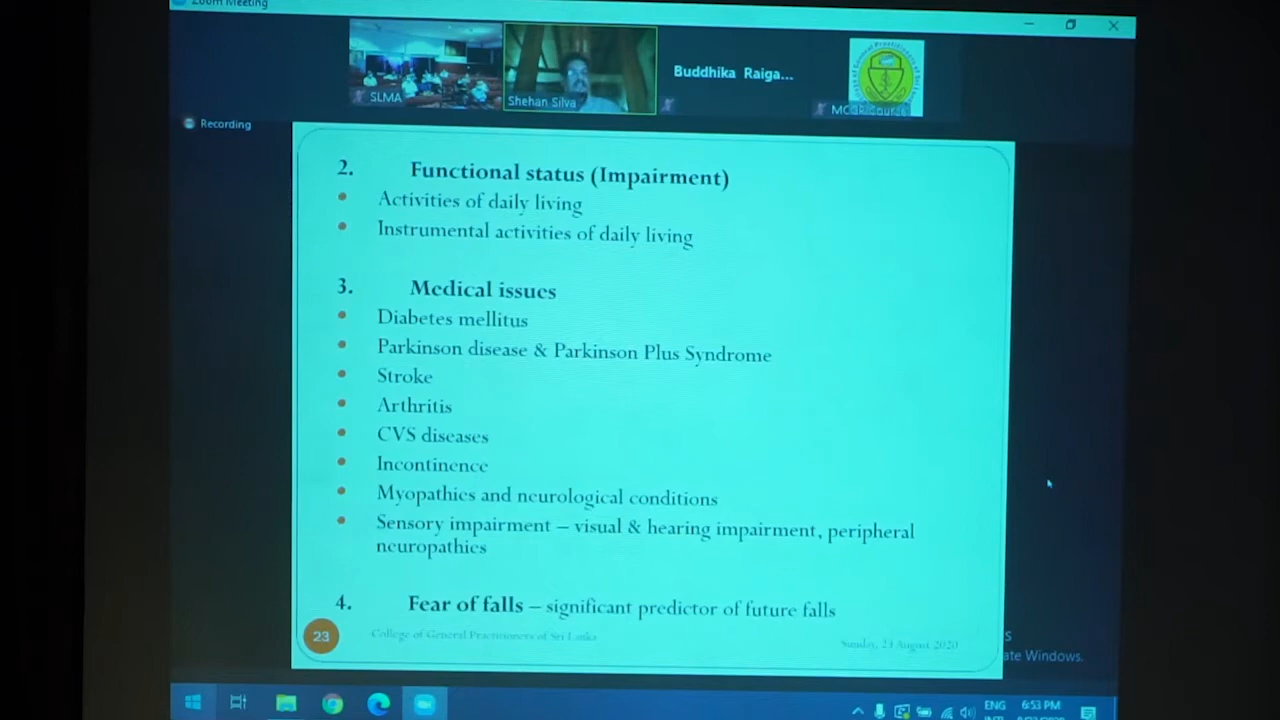 Zoom Meeting
SLMA
Shehan Silva
Buddhika Raiga...
Recording
2. Functional status (Impairment)
• Activities of daily living
• Instrumental activities of daily living
3. Medical issues
• Diabetes mellitus
• Parkinson disease & Parkinson Plus Syndrome
• Stroke
• Arthritis
• CVS diseases
• Incontinence
• Myopathies and neurological conditions
• Sensory impairment – visual & hearing impairment, peripheral
neuropathies
4. Fear of falls – significant predictor of future falls
23
College of General Practitioners of Sri Lanka
Sunday, 23 August 2020
ate Windows.
ENG
6:53 PM